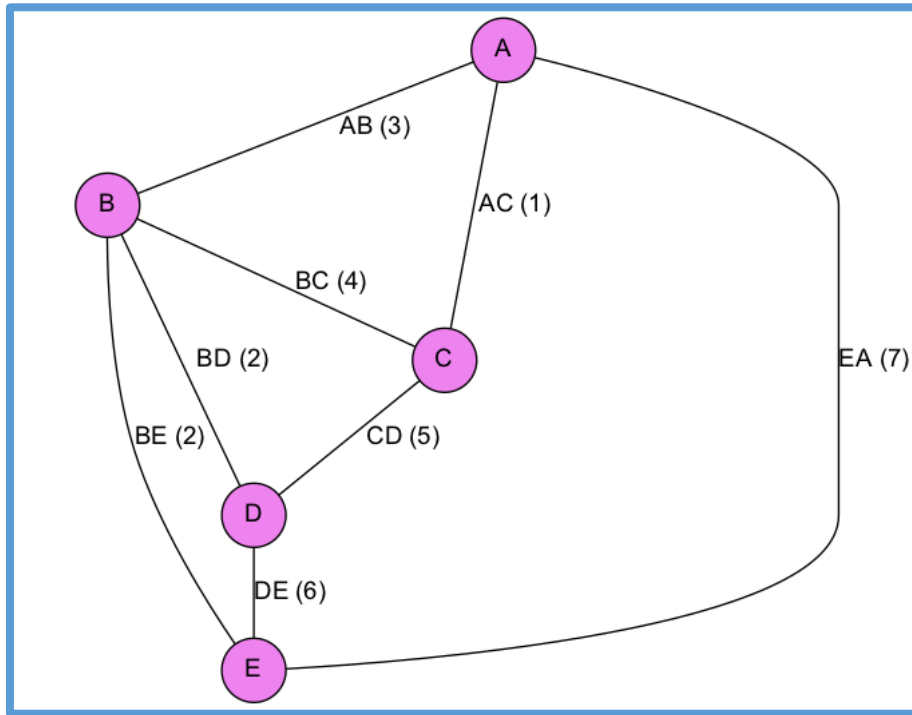 A
AB (3)
B
AC (1)
BC (4)
BD (2)
C
EA (7)
BE (2)
CD (5)
D
DE (6)
E